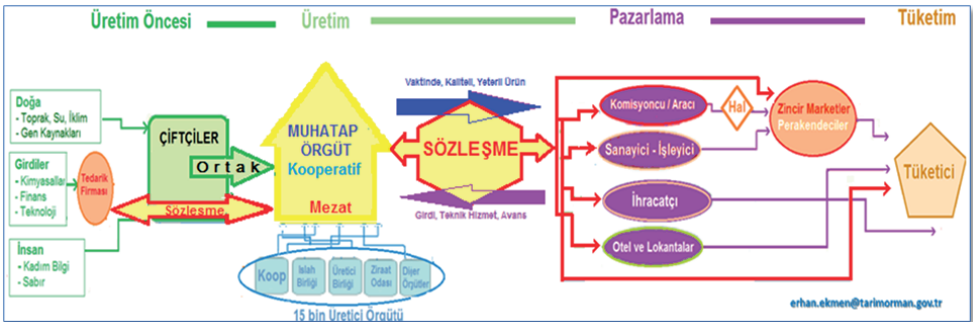 Üretim Öncesi
Üretim
Pazarlama
Tüketim
Doğa
- Toprak, Su, İklim
- Gen Kaynakları
Girdiler
- Kimyasallar
- Finans
- Teknoloji
İnsan
- Kadim Bilgi
- Sabır
Tedarik
Firması
ÇİFTÇİLER
Ortak
Sözleşme
MUHATAP
ÖRGÜT
Kooperatif
Mezat
Koop
Islah
Birliği
Üretici
Birliği
Ziraat
Odası
Diğer
Örgütler
15 bin Üretici Örgütü
Vaktinde, Kaliteli, Yeterli Ürün
SÖZLEŞME
Girdi, Teknik Hizmet, Avans
Komisyoncu / Aracı
Hal
Sanayici - İşleyici
İhracatçı
Otel ve Lokantalar
Zincir Marketler
Perakendeciler
Tüketici
erhan.ekmen@tarimorman.gov.tr